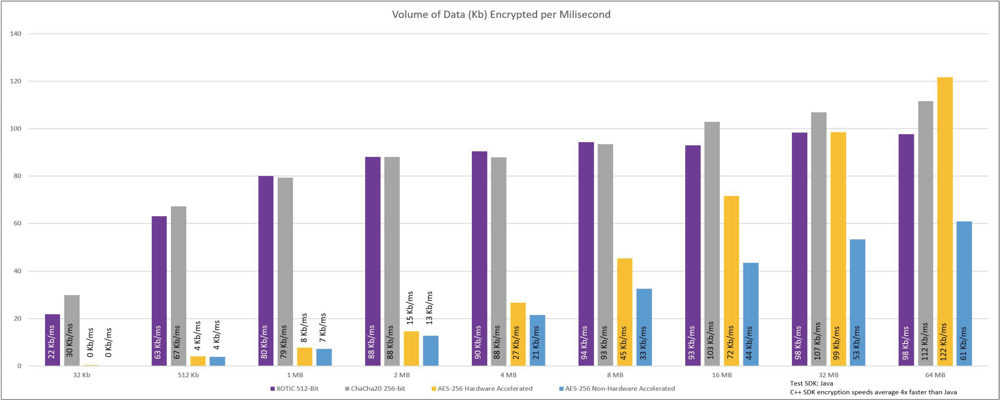 Volume of Data (Kb) Encrypted per Milisecond
140
120
100
80
60
40
20
0
22 Kb/ms
30 Kb/ms
0 Kb/ms
0 Kb/ms
63 Kb/ms
67 Kb/ms
4 Kb/ms
4 Kb/ms
80 Kb/ms
79 Kb/ms
8 Kb/ms
7 Kb/ms
88 Kb/ms
88 Kb/ms
15 Kb/ms
13 Kb/ms
90 Kb/ms
88 Kb/ms
27 Kb/ms
21 Kb/ms
94 Kb/ms
93 Kb/ms
45 Kb/ms
33 Kb/ms
93 Kb/ms
103 Kb/ms
72 Kb/ms
44 Kb/ms
98 Kb/ms
107 Kb/ms
99 Kb/ms
53 Kb/ms
98 Kb/ms
112 Kb/ms
122 Kb/ms
61 Kb/ms
32 Kb
512 Kb
1 MB
2 MB
4 MB
8 MB
16 MB
32 MB
64 MB
XOTIC 512-Bit
ChaCha20 256-bit
AES-256 Hardware Accelerated
AES-256 Non-Hardware Accelerated
Test SDK: Java
C++ SDK encryption speeds average 4x faster than Java